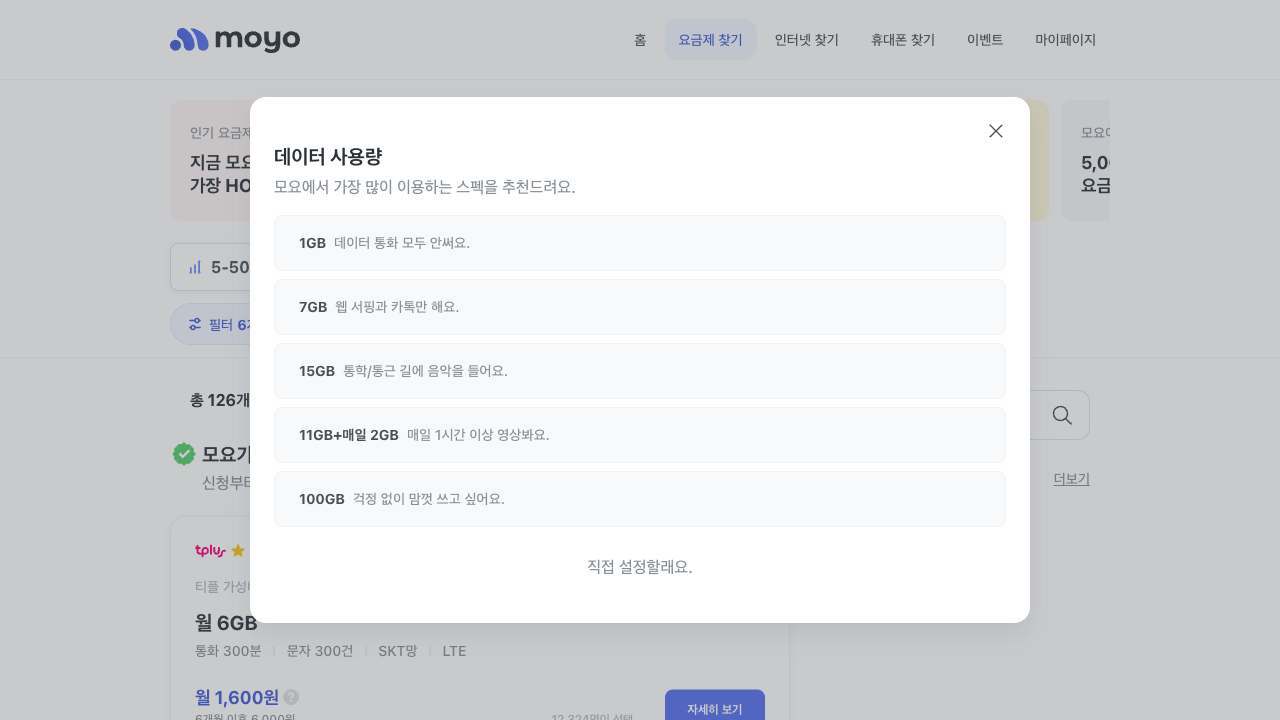 moyo
홈 요금제 찾기 인터넷 찾기 휴대폰 찾기 이벤트 마이페이지
인기 요금제
지금 모요
가장 HO
5,0
요금
5-50
필터 6
총 126개
모요가
신청부터
더보기
데이터 사용량
모요에서 가장 많이 이용하는 스펙을 추천드려요.
1GB 데이터 통화 모두 안써요.
7GB 웹 서핑과 카톡만 해요.
15GB 통학/통근 길에 음악을 들어요.
11GB+매일 2GB 매일 1시간 이상 영상봐요.
100GB 걱정 없이 맘껏 쓰고 싶어요.
직접 설정할래요.
tplus
티플 가성비
월 6GB
통화 300분 문자 300건 SKT망 LTE
월 1,600원 ?
자세히 보기
6개월 이후 6,000원
12,324명이 선택